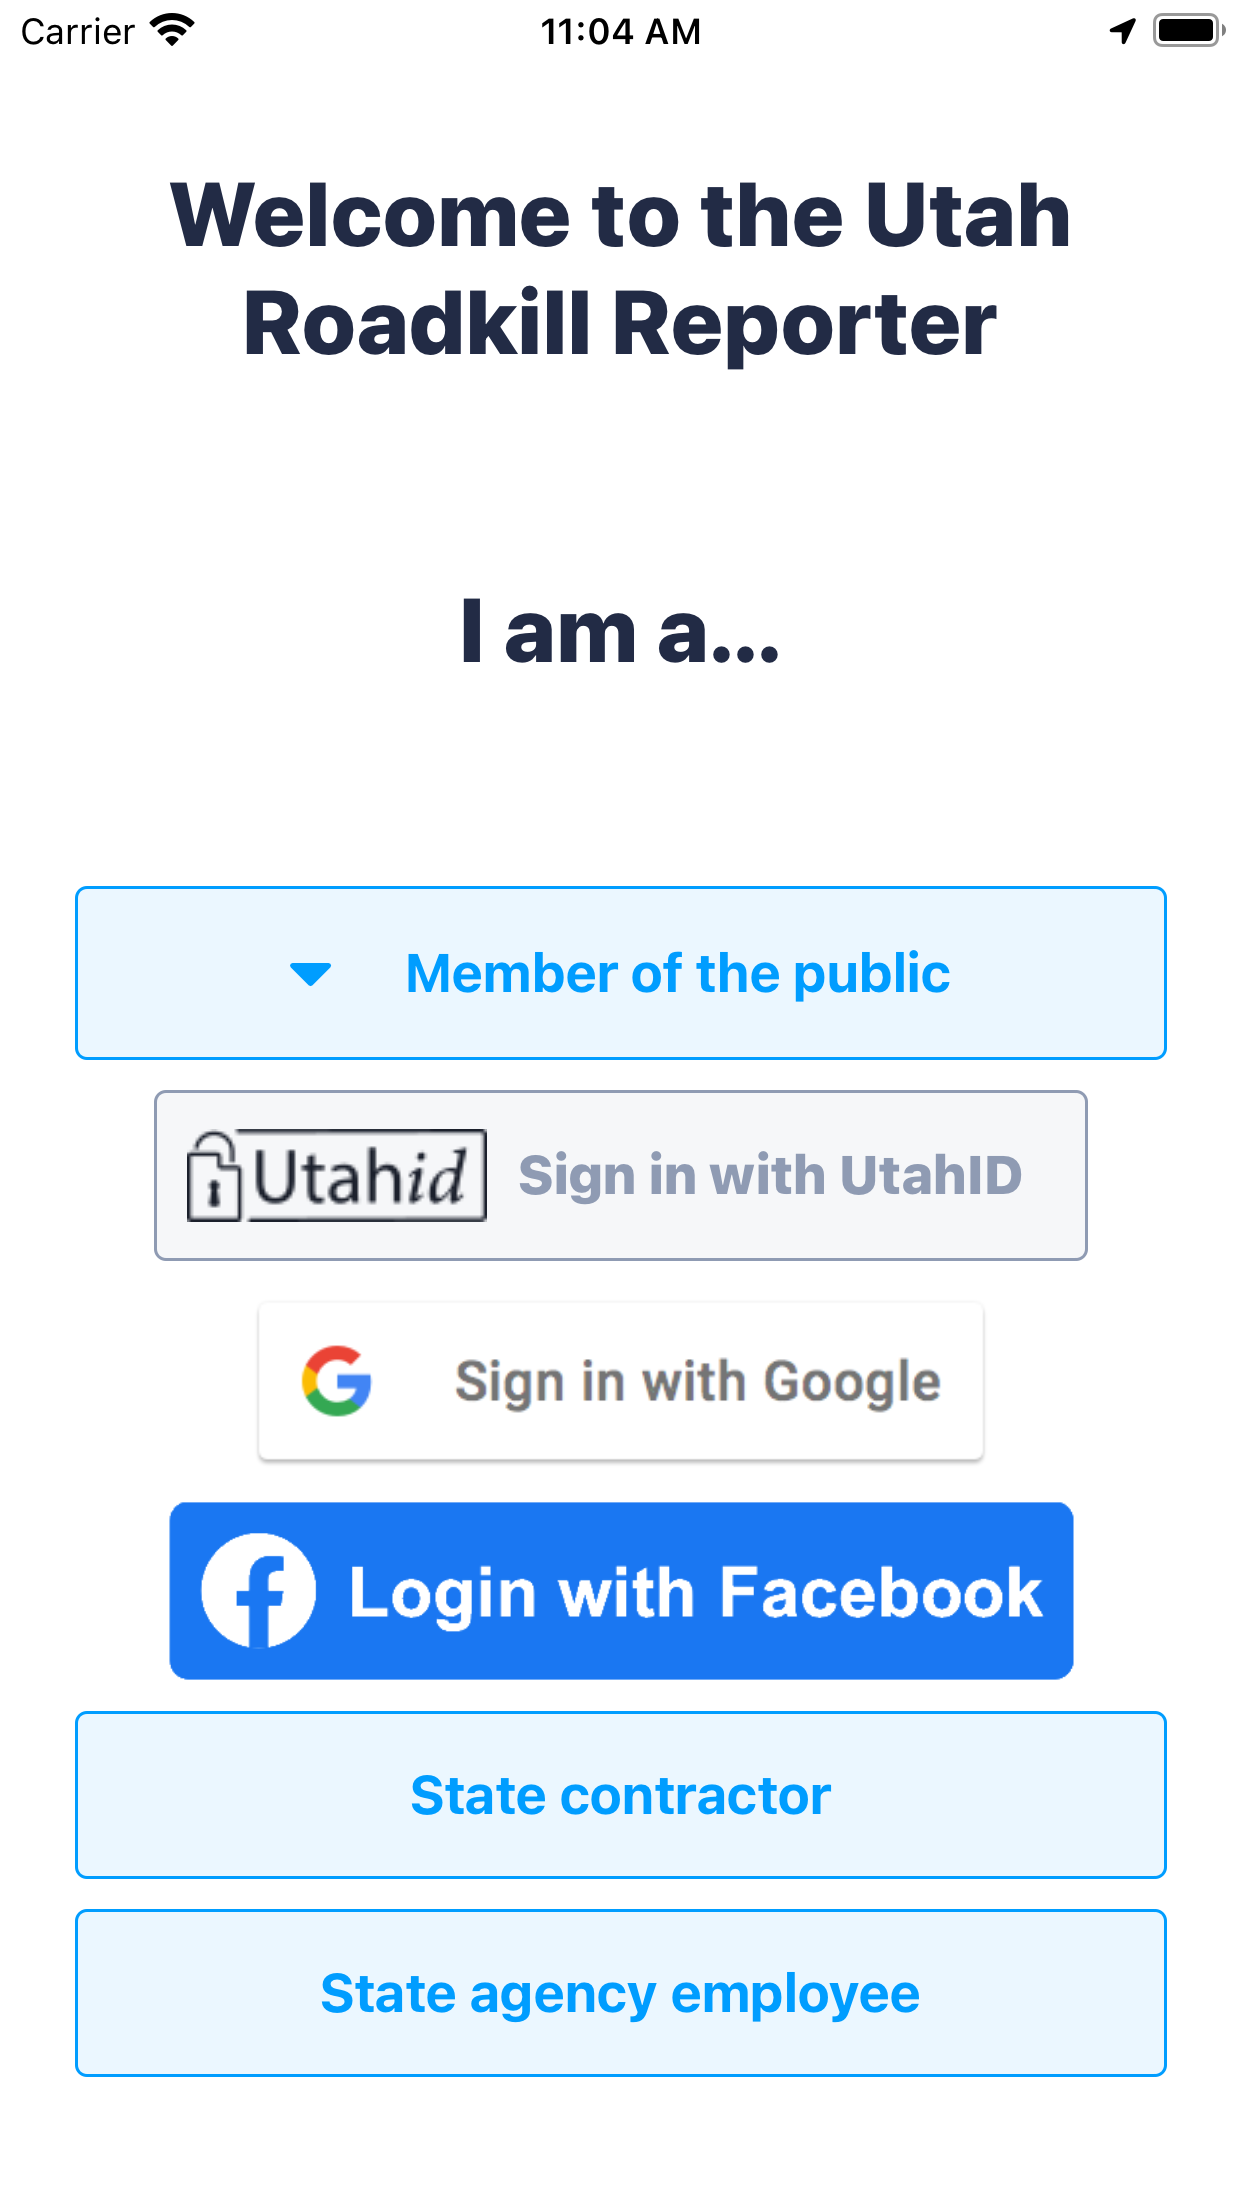 Carrier 11:04 AM
Welcome to the Utah
Roadkill Reporter
I am a...
Member of the public
Utahid Sign in with UtahID
Sign in with Google
Login with Facebook
State contractor
State agency employee